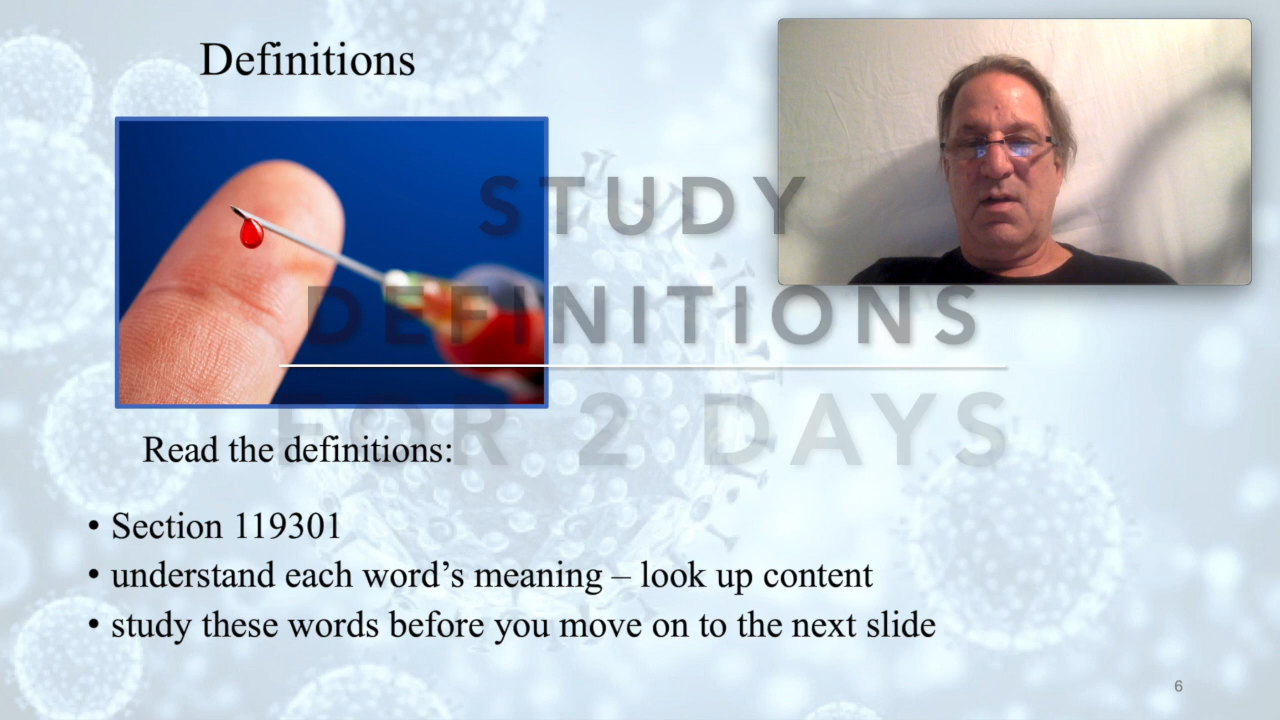 Definitions
STUDY
DEFINITIONS
FOR 2 DAYS
Read the definitions:
• Section 119301
• understand each word’s meaning – look up content
• study these words before you move on to the next slide
6